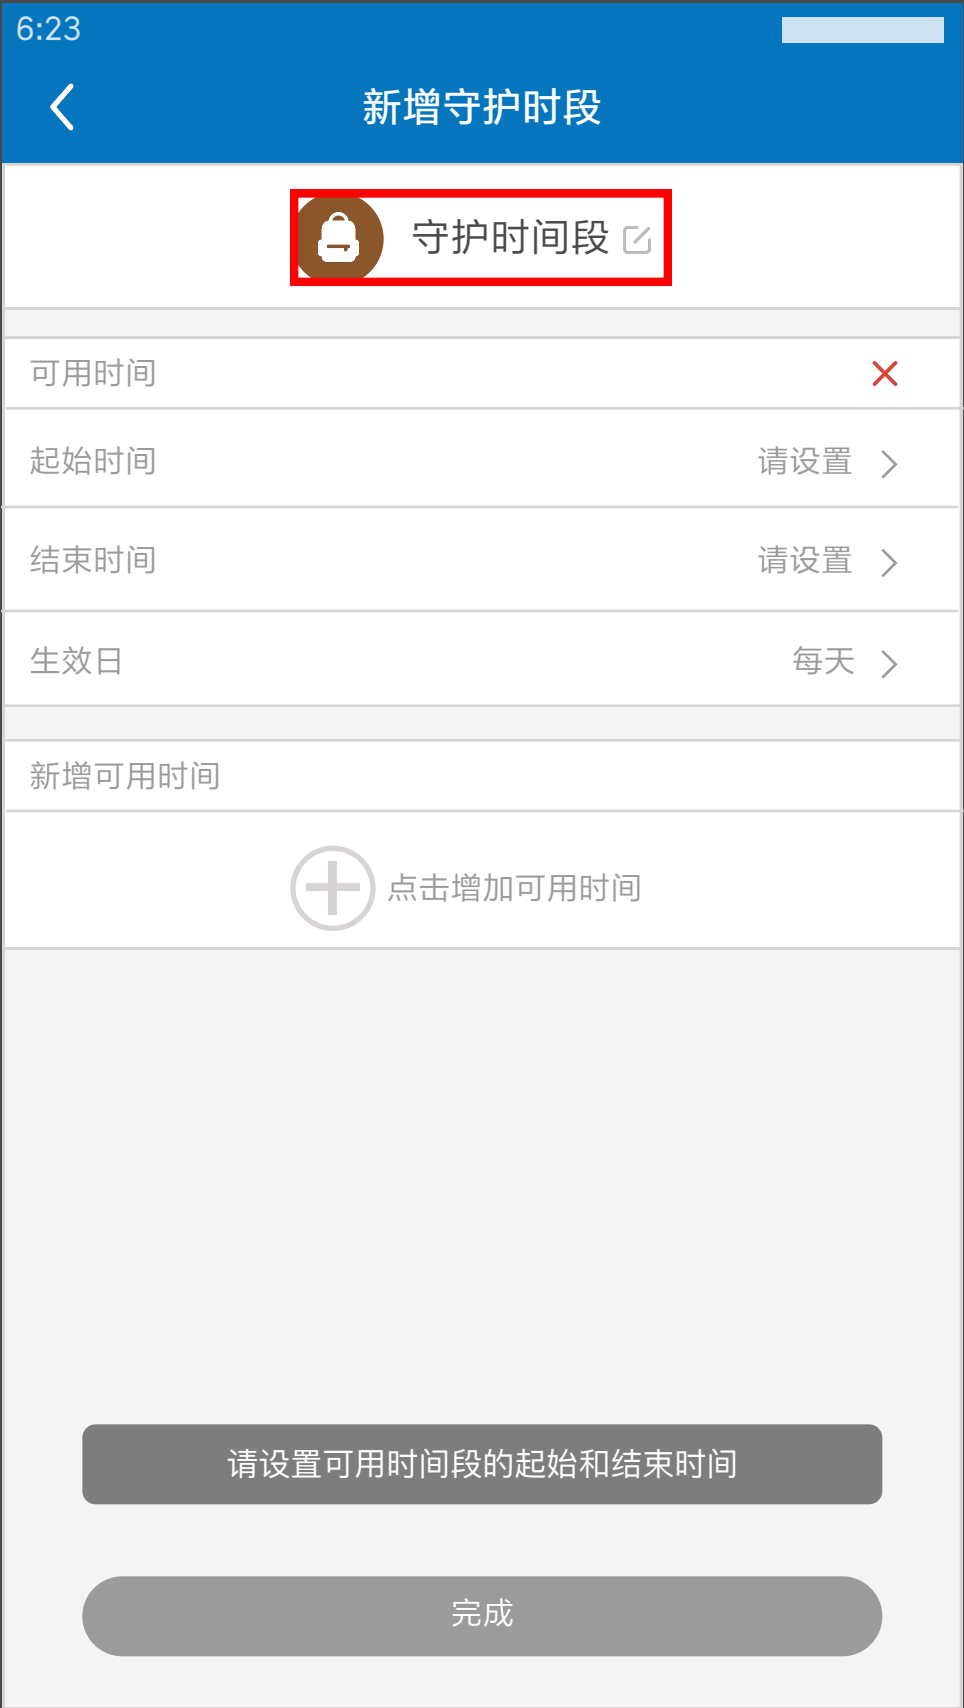 6:23
新增守护时段
守护时间段
可用时间
起始时间 请设置
结束时间 请设置
生效日 每天
新增可用时间
点击增加可用时间
请设置可用时间段的起始和结束时间
完成